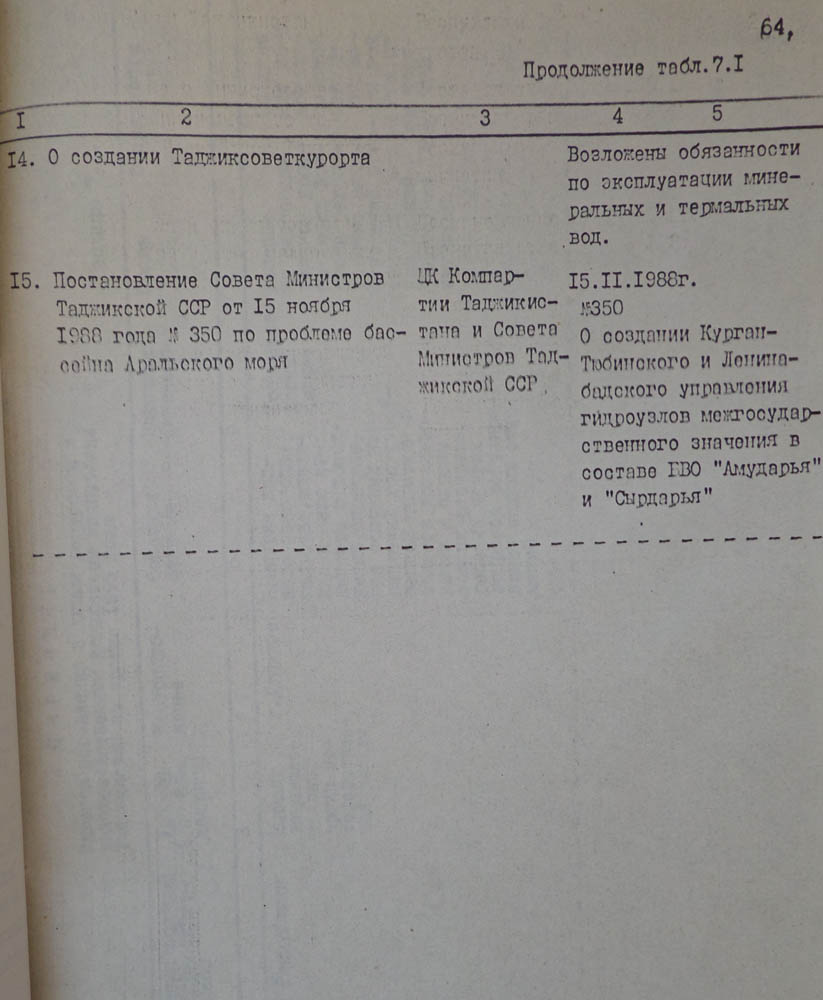 64,
Продолжение табл.7.I
I 2 3 4 5
I4. О создании Таджиксоветкурорта Возложены обязанности
по эксплуатации мине-
ральных и термальных
вод.
I5. Постановление Совета Министров ЦК Компар- I5.II.I988г.
Таджикской ССР от I5 ноября тии Таджикис- №350
I988 года № 350 по проблеме бас- тана и Совета О создании Курган-
сейна Аральского моря Министров Тад- Тюбинского и Ленина-
жикской ССР. бадского управления
гидроузлов межгосудар-
ственного значения в
составе БВО "Амударья"
и "Сырдарья"